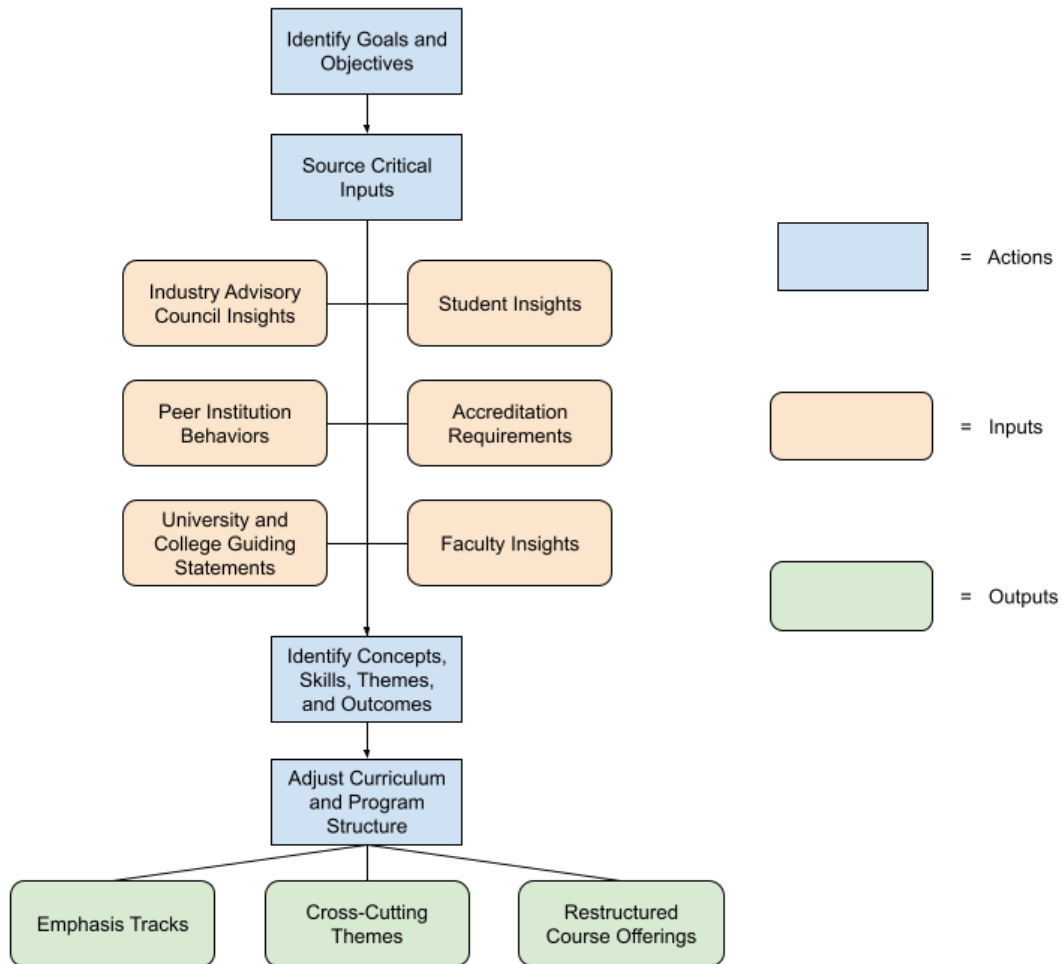 Identify Goals and
Objectives
Source Critical
Inputs
Industry Advisory
Council Insights
Student Insights
Peer Institution
Behaviors
Accreditation
Requirements
University and
College Guiding
Statements
Faculty Insights
Identify Concepts,
Skills, Themes,
and Outcomes
Adjust Curriculum
and Program
Structure
Emphasis Tracks
Cross-Cutting
Themes
Restructured
Course Offerings
= Actions
= Inputs
= Outputs